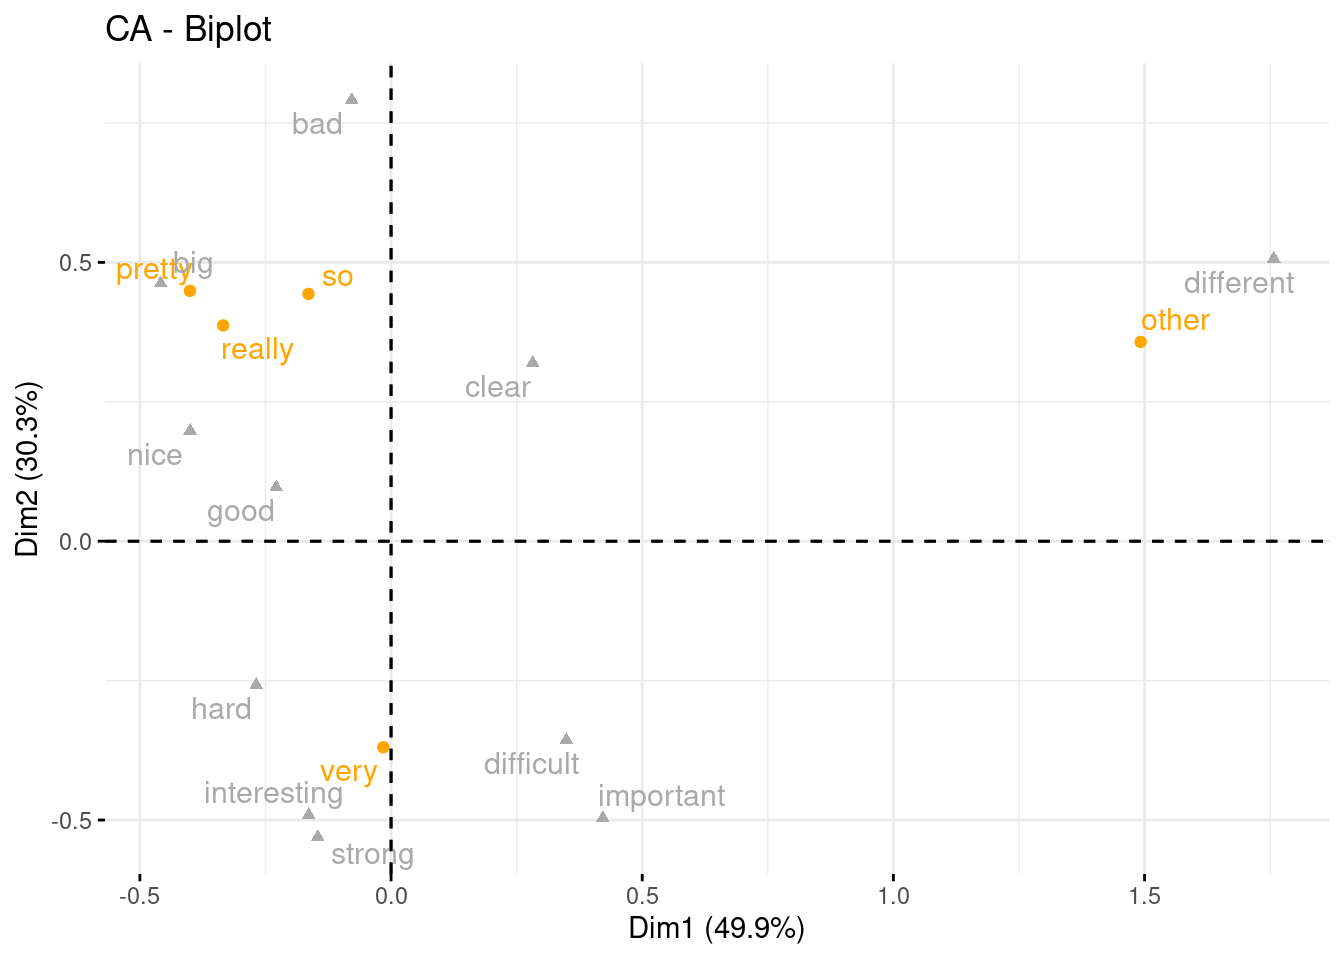 CA - Biplot
bad
big
pretty
so
different
0.5
other
really
clear
nice
good
0.0
Dim2 (30.3%)
hard
difficult
very
interesting
important
-0.5
strong
-0.5 0.0 0.5 1.0 1.5
Dim1 (49.9%)